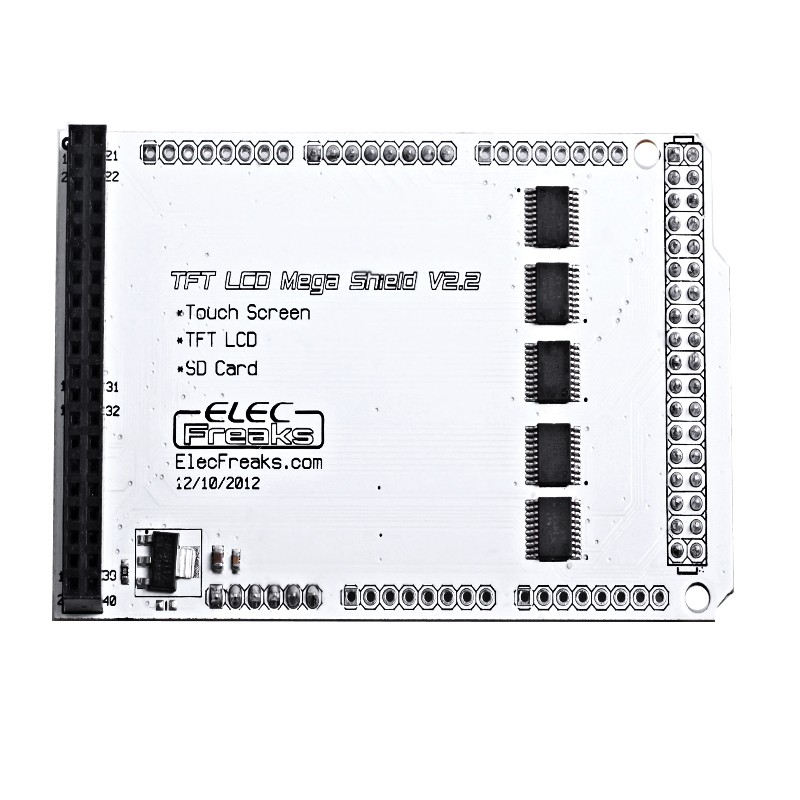 21
22
TFT LCD Mega Shield V2.2
*Touch Screen
*TFT LCD
*SD Card
31
32
ELEC
Freaks
ElecFreaks.com
12/10/2012
39
40